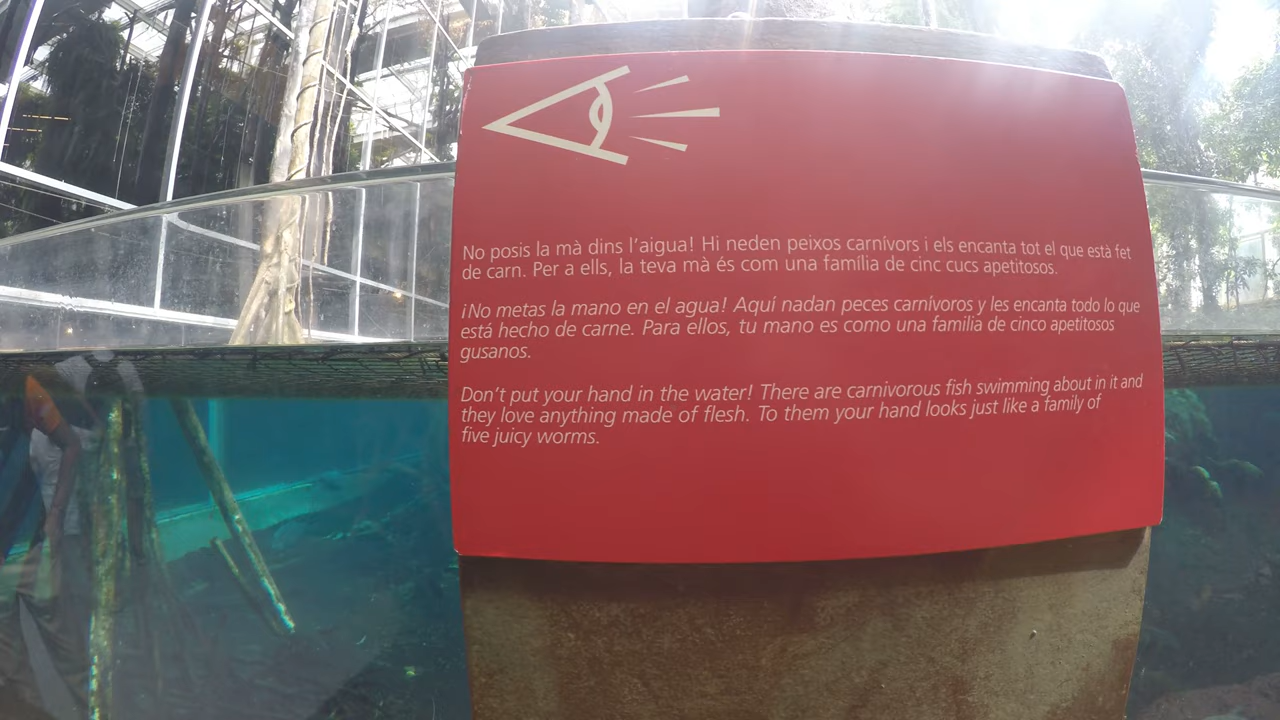 No posis la mà dins l'aigua! Hi neden peixos carnívors i els encanta tot el que està fet
de carn. Per a ells, la teva mà és com una família de cinc cucs apetitosos.
¡No metas la mano en el agua! Aquí nadan peces carnívoros y les encanta todo lo que
está hecho de carne. Para ellos, tu mano es como una familia de cinco apetitosos
gusanos.
Don't put your hand in the water! There are carnivorous fish swimming about in it and
they love anything made of flesh. To them your hand looks just like a family of
five juicy worms.